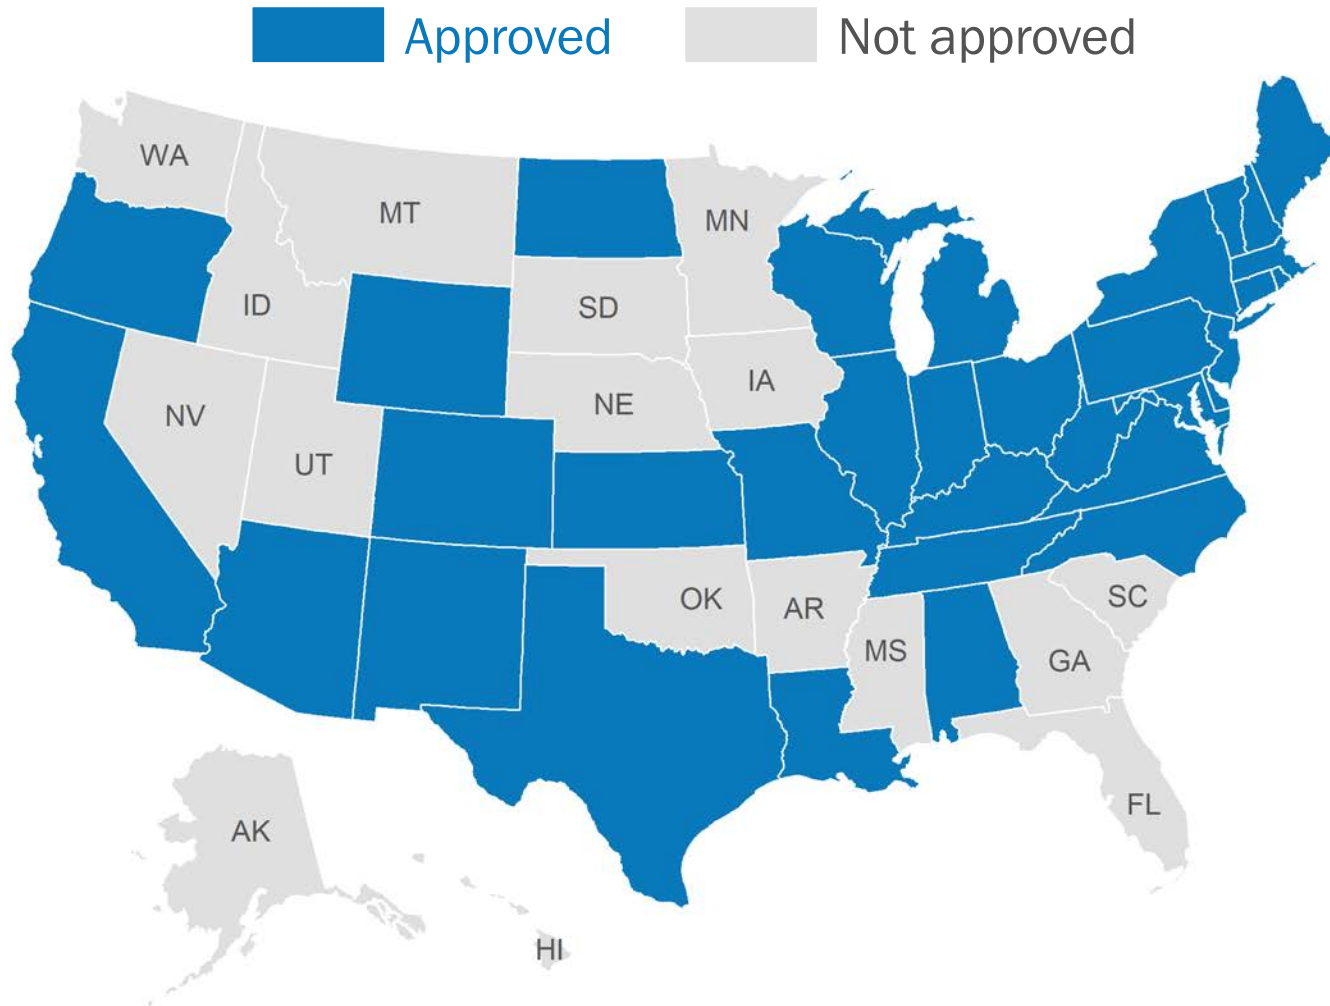 Approved Not approved
WA
MT
MN
ID
SD
IA
NE
NV
UT
OK
AR
SC
MS
GA
FL
AK
HI